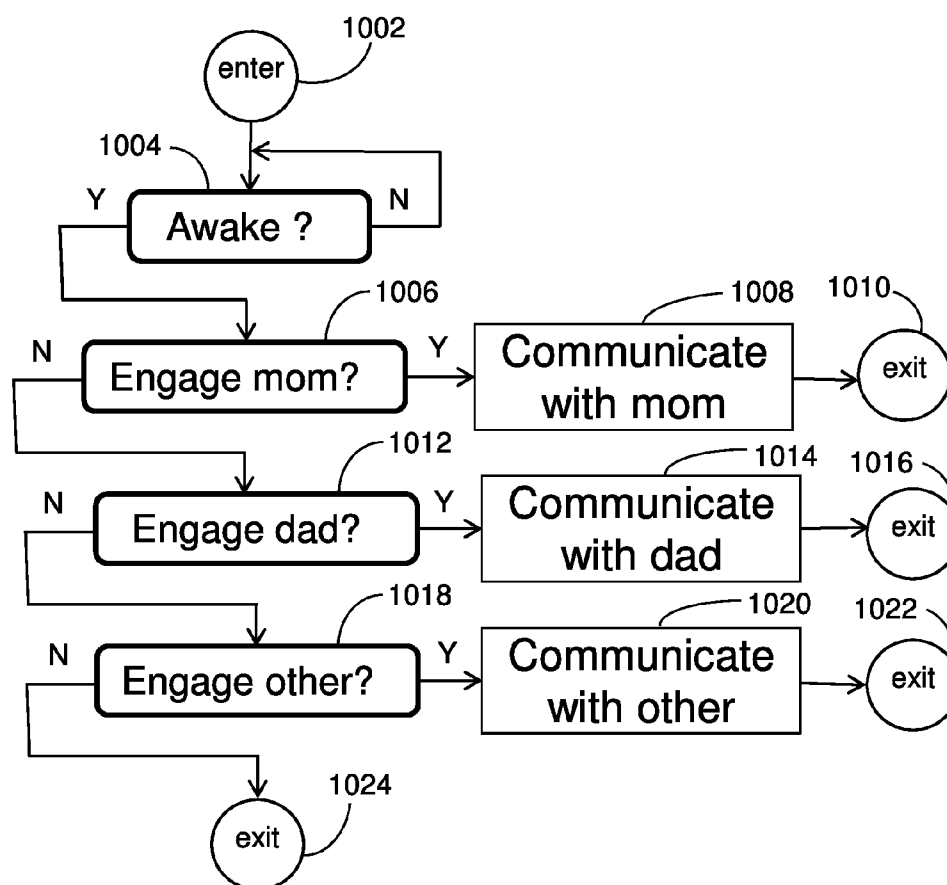 1002
enter
1004
Y
N
Awake ?
1006
1008
1010
N
Engage mom?
Y
Communicate
with mom
exit
1012
1014
1016
N
Engage dad?
Y
Communicate
with dad
exit
1018
1020
1022
N
Engage other?
Y
Communicate
with other
exit
1024
exit